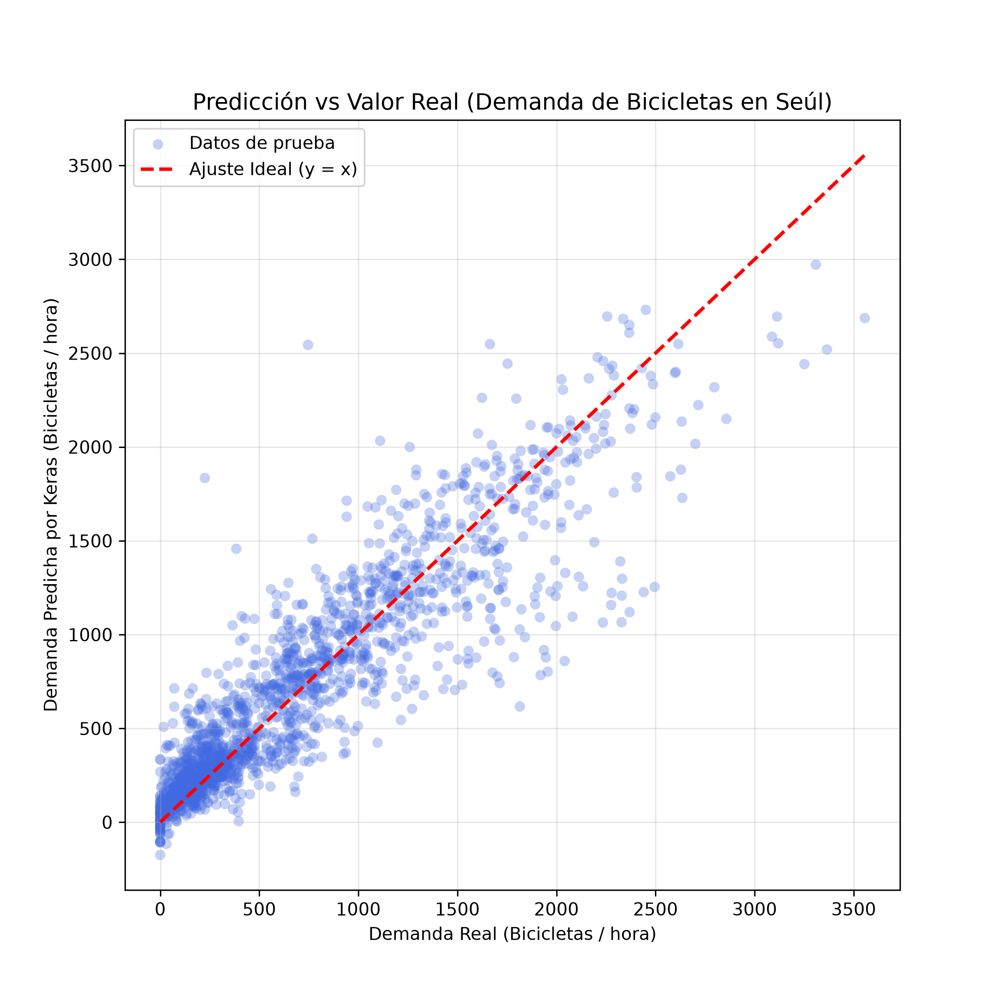 Predicción vs Valor Real (Demanda de Bicicletas en Seúl)
Datos de prueba
Ajuste Ideal (y = x)
Demanda Predicha por Keras (Bicicletas / hora)
3500
3000
2500
2000
1500
1000
500
0
0 500 1000 1500 2000 2500 3000 3500
Demanda Real (Bicicletas / hora)